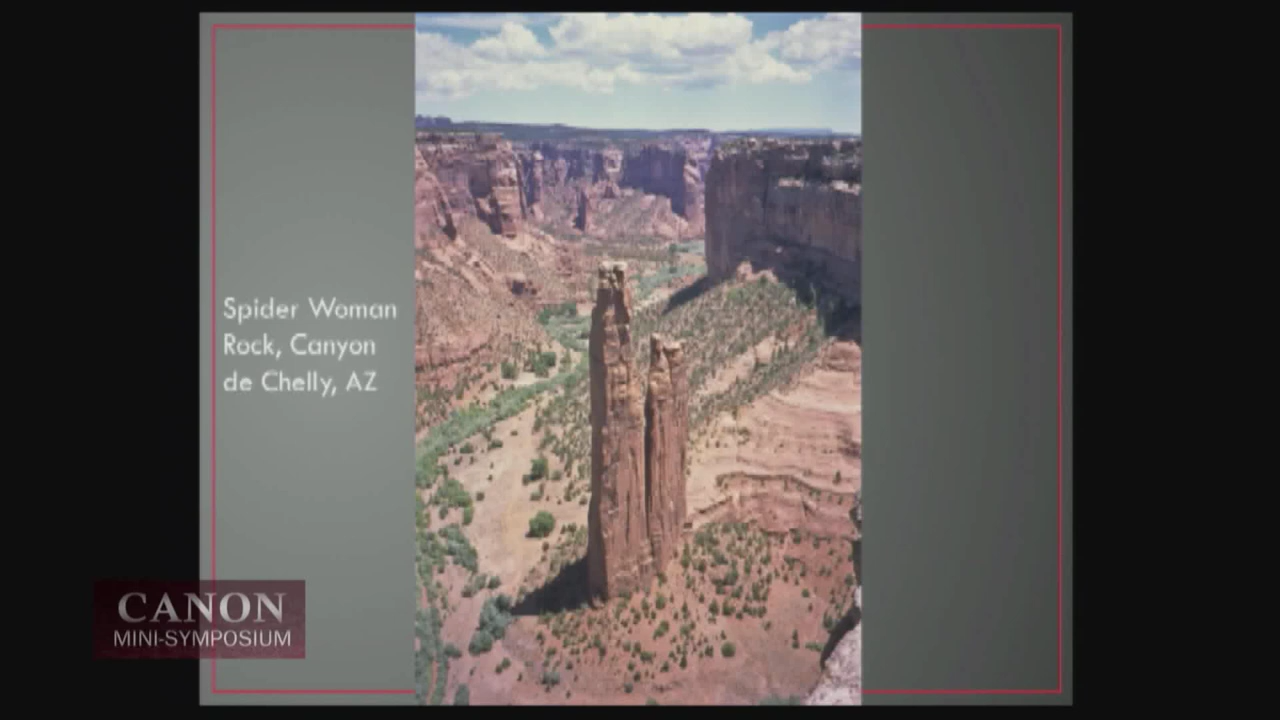 Spider Woman
Rock, Canyon
de Chelly, AZ
CANON
MINI-SYMPOSIUM